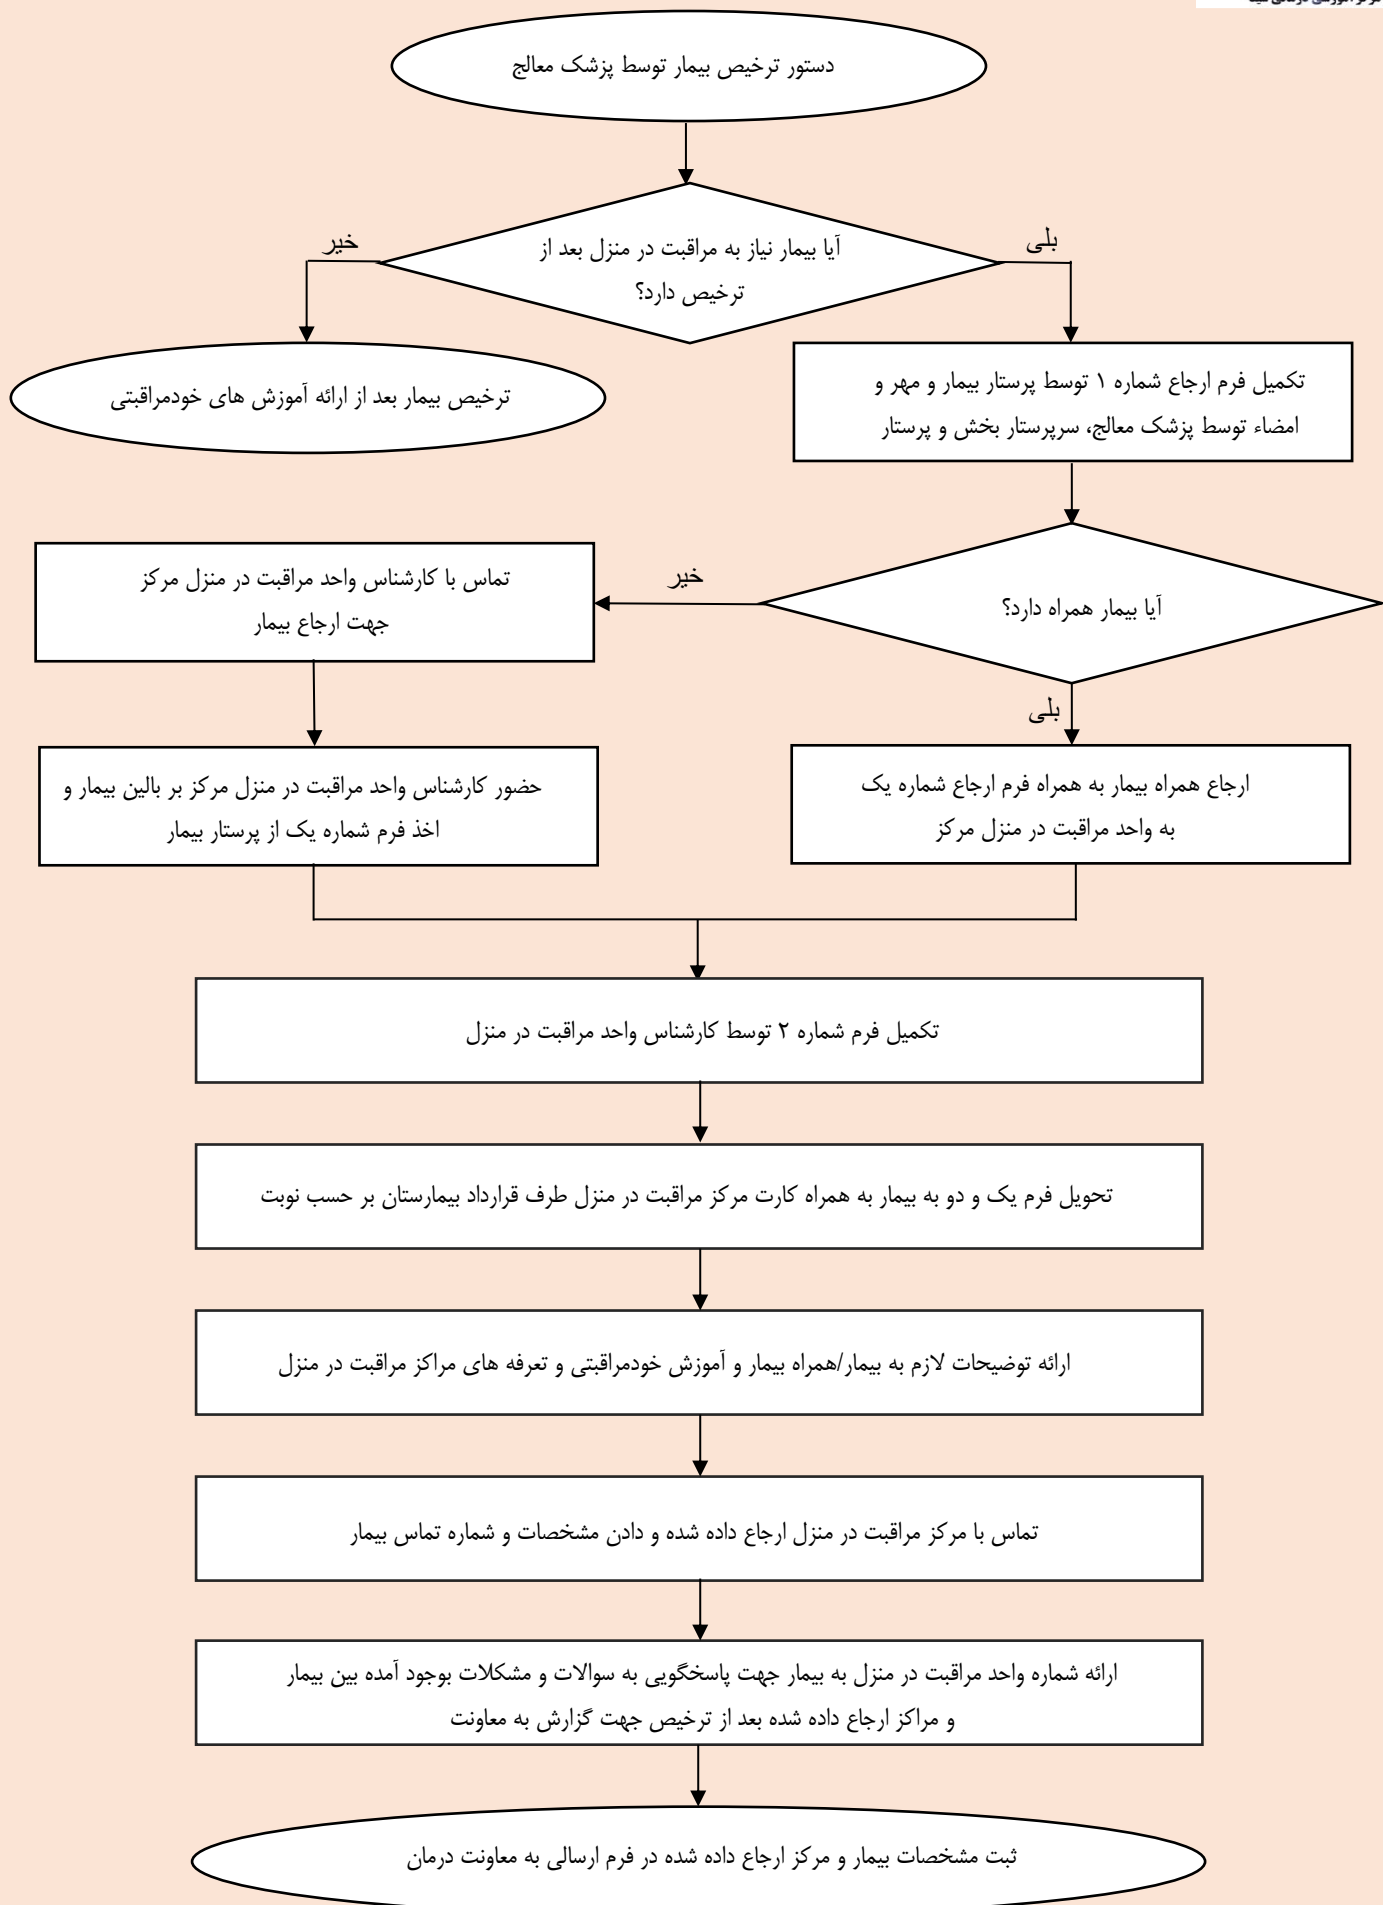 دستور ترخیص بیمار توسط پزشک معالج
آیا بیمار نیاز به مراقبت در منزل بعد از
ترخیص دارد؟
بلی
خیر
تکمیل فرم ارجاع شماره ۱ توسط پرستار بیمار و مهر و
امضاء توسط پزشک معالج، سرپرستار بخش و پرستار
ترخیص بیمار بعد از ارائه آموزش های خودمراقبتی
آیا بیمار همراه دارد؟
خیر
تماس با کارشناس واحد مراقبت در منزل مرکز
جهت ارجاع بیمار
بلی
ارجاع همراه بیمار به همراه فرم ارجاع شماره یک
به واحد مراقبت در منزل مرکز
حضور کارشناس واحد مراقبت در منزل مرکز بر بالین بیمار و
اخذ فرم شماره یک از پرستار بیمار
تکمیل فرم شماره ۲ توسط کارشناس واحد مراقبت در منزل
تحویل فرم یک و دو به بیمار به همراه کارت مرکز مراقبت در منزل طرف قرارداد بیمارستان بر حسب نوبت
ارائه توضیحات لازم به بیمار/همراه بیمار و آموزش خودمراقبتی و تعرفه های مراکز مراقبت در منزل
تماس با مرکز مراقبت در منزل ارجاع داده شده و دادن مشخصات و شماره تماس بیمار
ارائه شماره واحد مراقبت در منزل به بیمار جهت پاسخگویی به سوالات و مشکلات بوجود آمده بین بیمار
و مراکز ارجاع داده شده بعد از ترخیص جهت گزارش به معاونت
ثبت مشخصات بیمار و مرکز ارجاع داده شده در فرم ارسالی به معاونت درمان